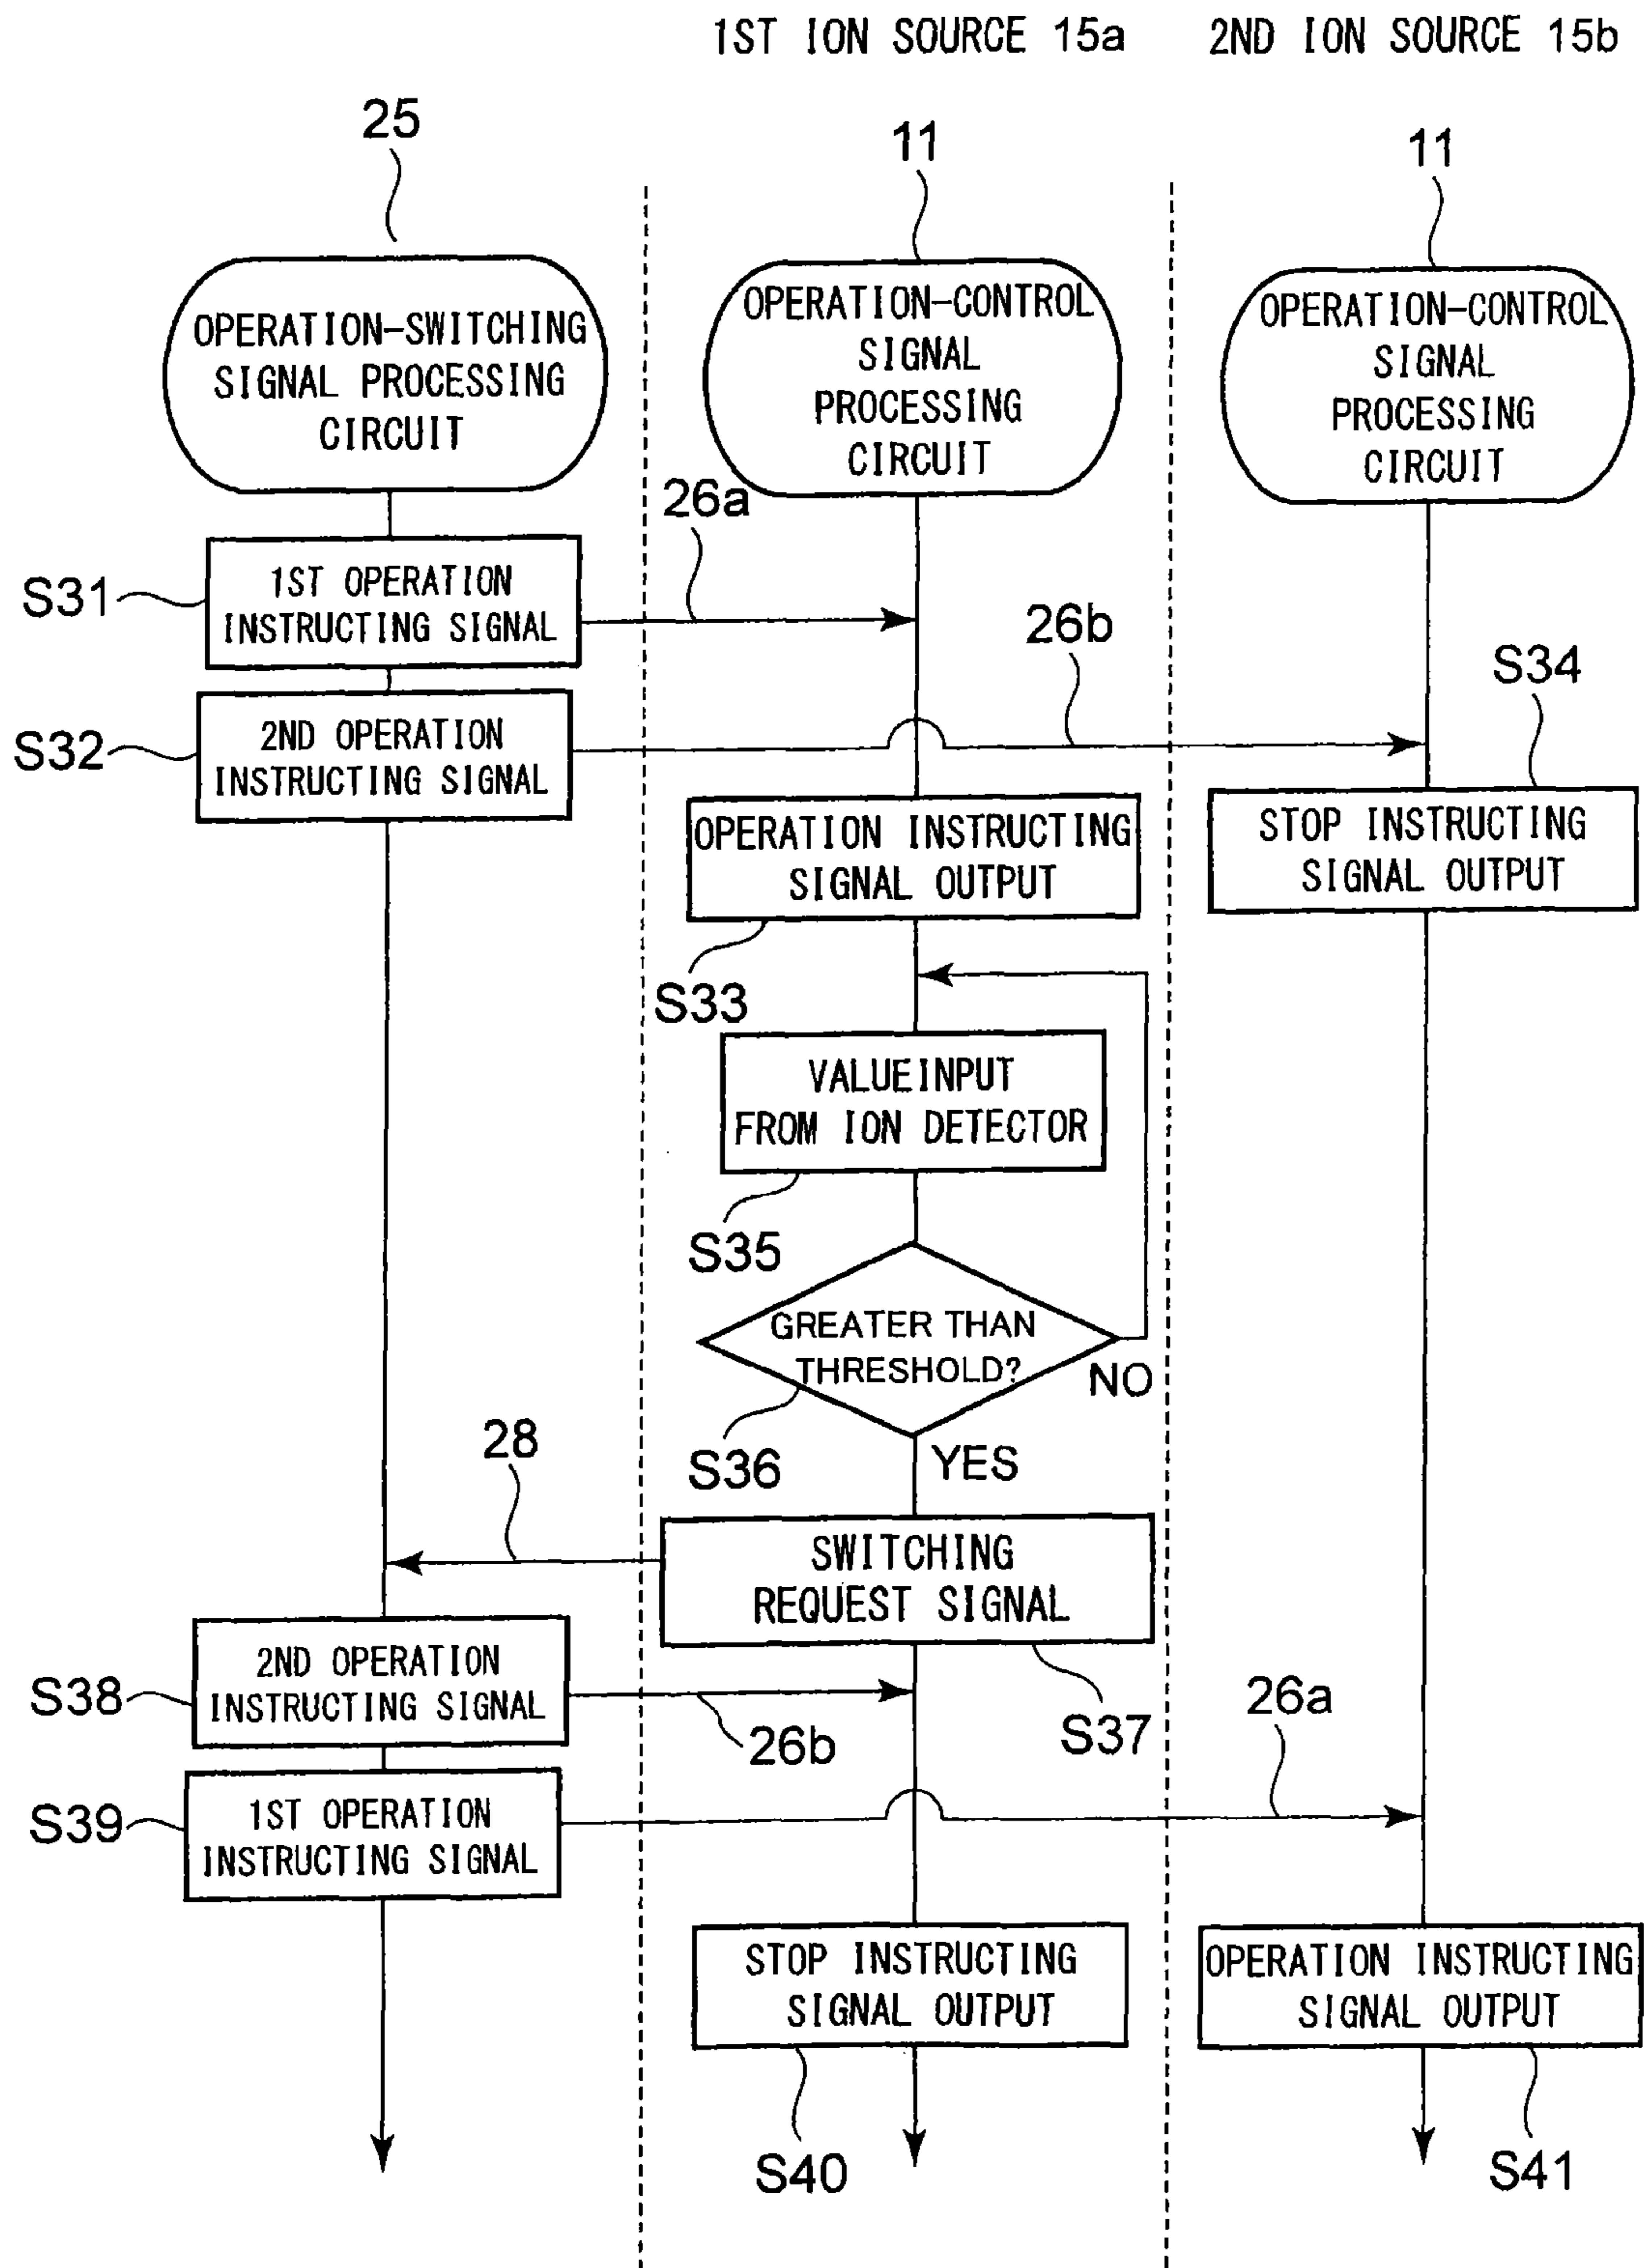 1ST ION SOURCE 15a
2ND ION SOURCE 15b
25
11
11
OPERATION-SWITCHING
SIGNAL PROCESSING
CIRCUIT
OPERATION-CONTROL
SIGNAL
PROCESSING
CIRCUIT
OPERATION-CONTROL
SIGNAL
PROCESSING
CIRCUIT
S31
1ST OPERATION
INSTRUCTING SIGNAL
26a
S32
2ND OPERATION
INSTRUCTING SIGNAL
26b
S34
OPERATION INSTRUCTING
SIGNAL OUTPUT
STOP INSTRUCTING
SIGNAL OUTPUT
S33
VALUEINPUT
FROM ION DETECTOR
S35
GREATER THAN
THRESHOLD?
NO
S36
YES
28
SWITCHING
REQUEST SIGNAL
S38
2ND OPERATION
INSTRUCTING SIGNAL
26b
S37
26a
S39
1ST OPERATION
INSTRUCTING SIGNAL
STOP INSTRUCTING
SIGNAL OUTPUT
OPERATION INSTRUCTING
SIGNAL OUTPUT
S40
S41